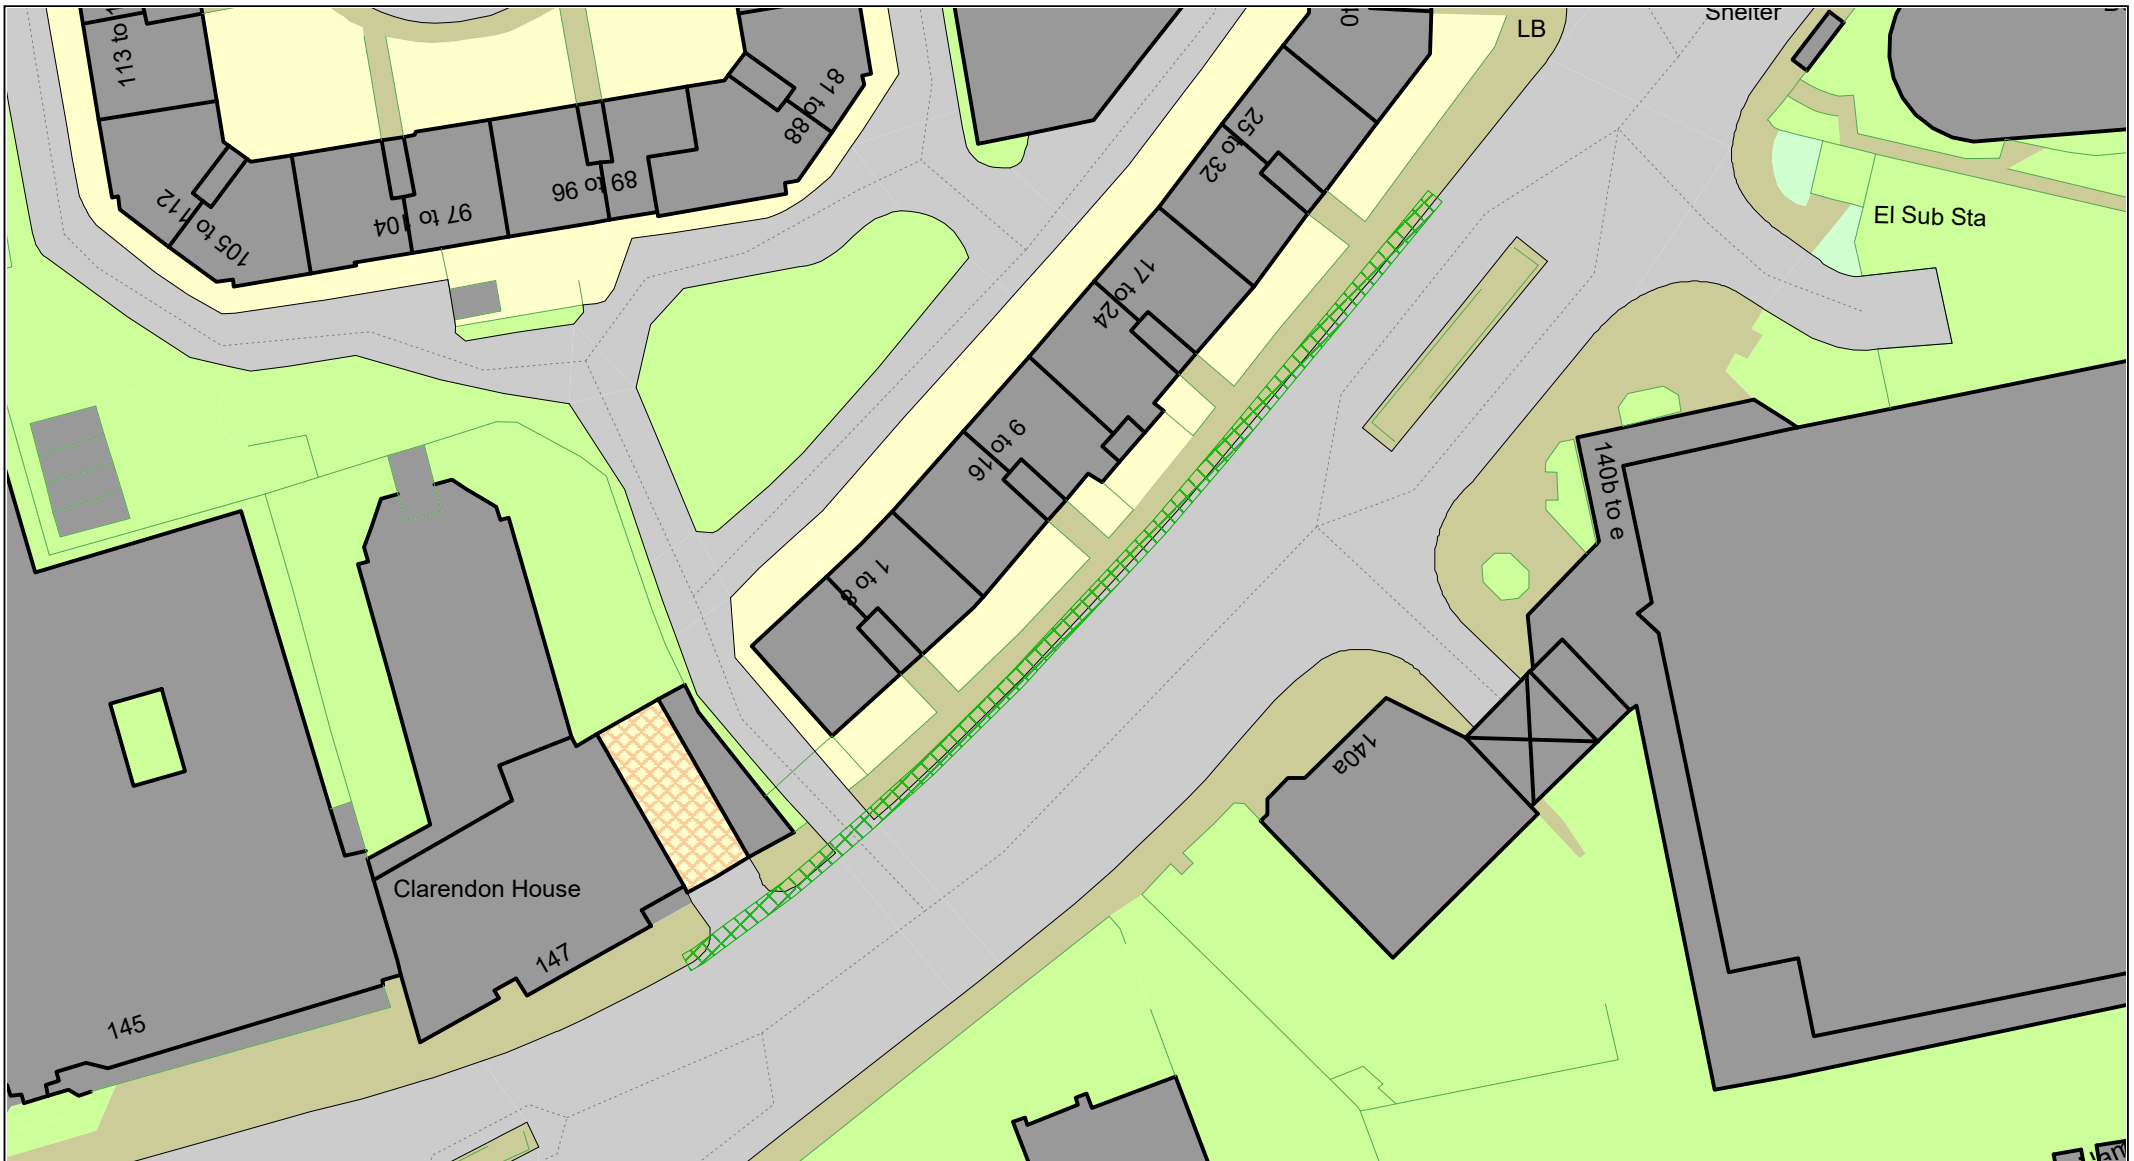 LB
Shelter
113 to 1
81 to
88
89 to 96
97 to 104
105 to
112
25 to
32
17 to
24
9 to
16
1 to
8
El Sub Sta
140b to e
140a
Clarendon House
147
145